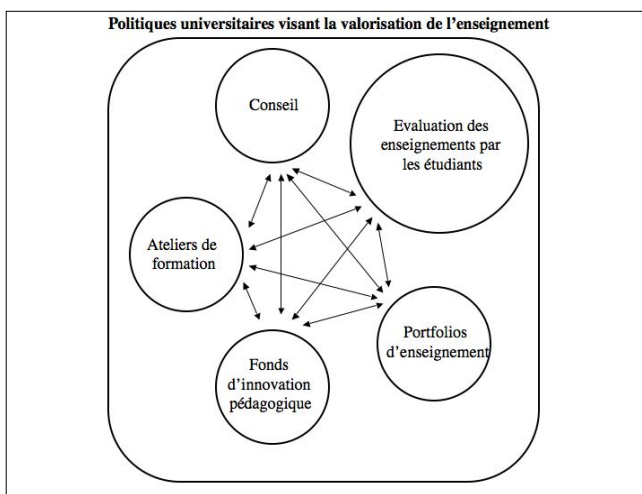 Politiques universitaires visant la valorisation de l’enseignement
Conseil
Evaluation des
enseignements par
les étudiants
Ateliers de
formation
Portfolios
d’enseignement
Fonds
d’innovation
pédagogique